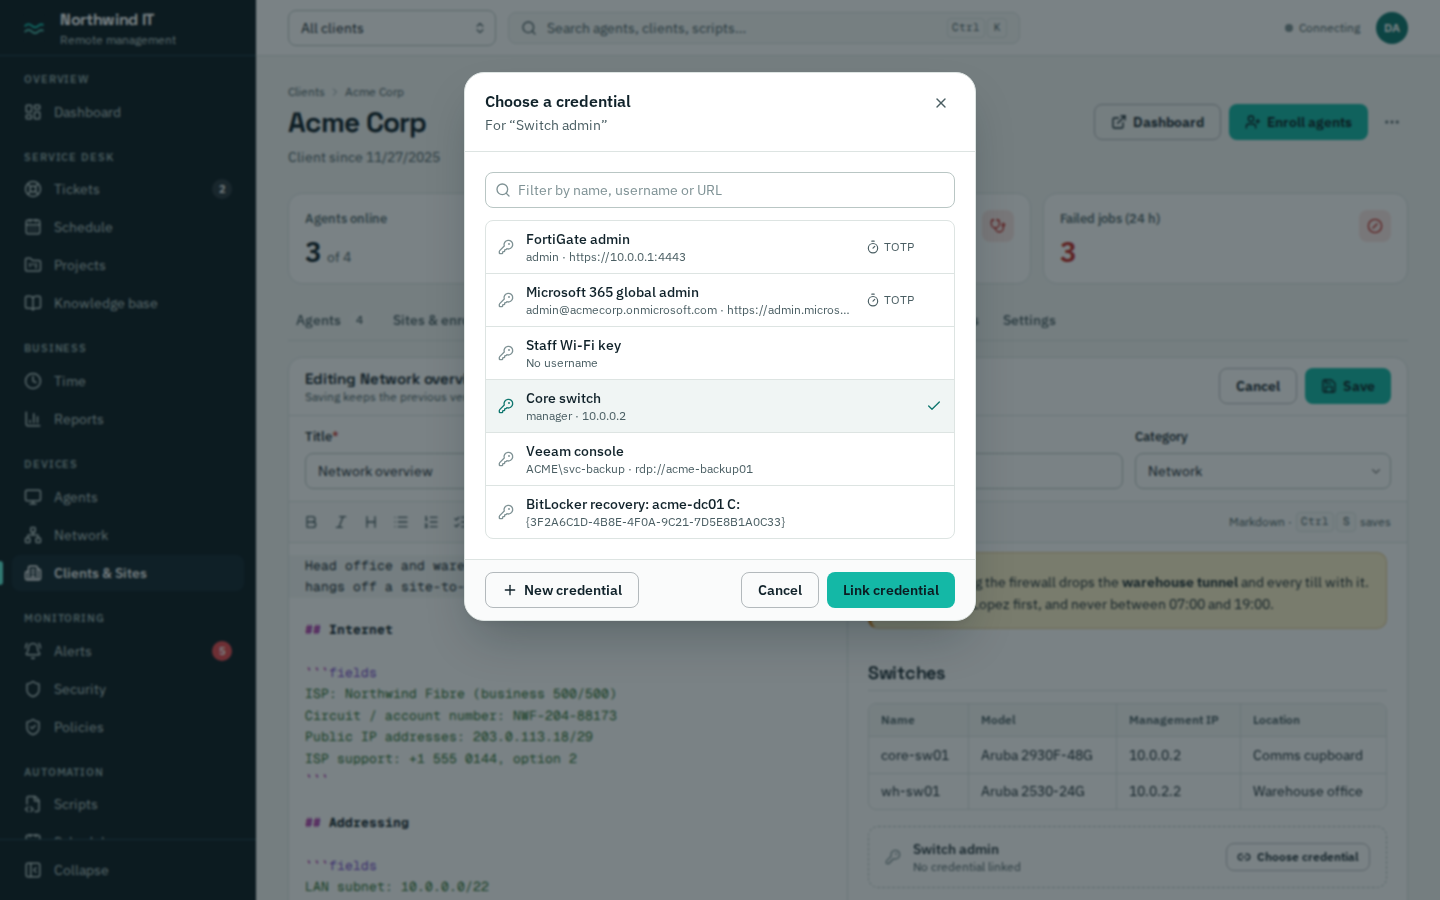 Northwind IT
Remote management
All clients
Search agents, clients, scripts...
Ctrl K
Connecting
DA
OVERVIEW
Dashboard
SERVICE DESK
Tickets 2
Schedule
Projects
Knowledge base
BUSINESS
Time
Reports
DEVICES
Agents
Network
Clients & Sites
MONITORING
Alerts 5
Security
Policies
AUTOMATION
Scripts
Collapse
Clients > Acme Corp
Acme Corp
Client since 11/27/2025
Dashboard
Enroll agents
Agents online
3 of 4
Failed jobs (24 h)
3
Agents 4
Sites &
Settings
Editing Network
Saving keeps the previous
Cancel
Save
Title*
Network overview
Category
Network
B I H
Markdown · Ctrl S saves
Head office and
hangs off a site-to-
## Internet
```fields
ISP: Northwind Fibre (business 500/500)
Circuit / account number: NWF-204-88173
Public IP addresses: 203.0.113.18/29
ISP support: +1 555 0144, option 2
```
## Addressing
```fields
LAN subnet: 10.0.0.0/22
the firewall drops the warehouse tunnel and every till with it.
first, and never between 07:00 and 19:00.
Switches
Name Model Management IP Location
core-sw01 Aruba 2930F-48G 10.0.0.2 Comms cupboard
wh-sw01 Aruba 2530-24G 10.0.2.2 Warehouse office
Switch admin
No credential linked
Choose credential
Choose a credential
For “Switch admin”
Filter by name, username or URL
FortiGate admin
admin · https://10.0.0.1:4443
TOTP
Microsoft 365 global admin
admin@acmecorp.onmicrosoft.com · https://admin.micros...
TOTP
Staff Wi-Fi key
No username
Core switch
manager · 10.0.0.2
Veeam console
ACME\svc-backup · rdp://acme-backup01
BitLocker recovery: acme-dc01 C:
{3F2A6C1D-4B8E-4F0A-9C21-7D5E8B1A0C33}
New credential
Cancel
Link credential